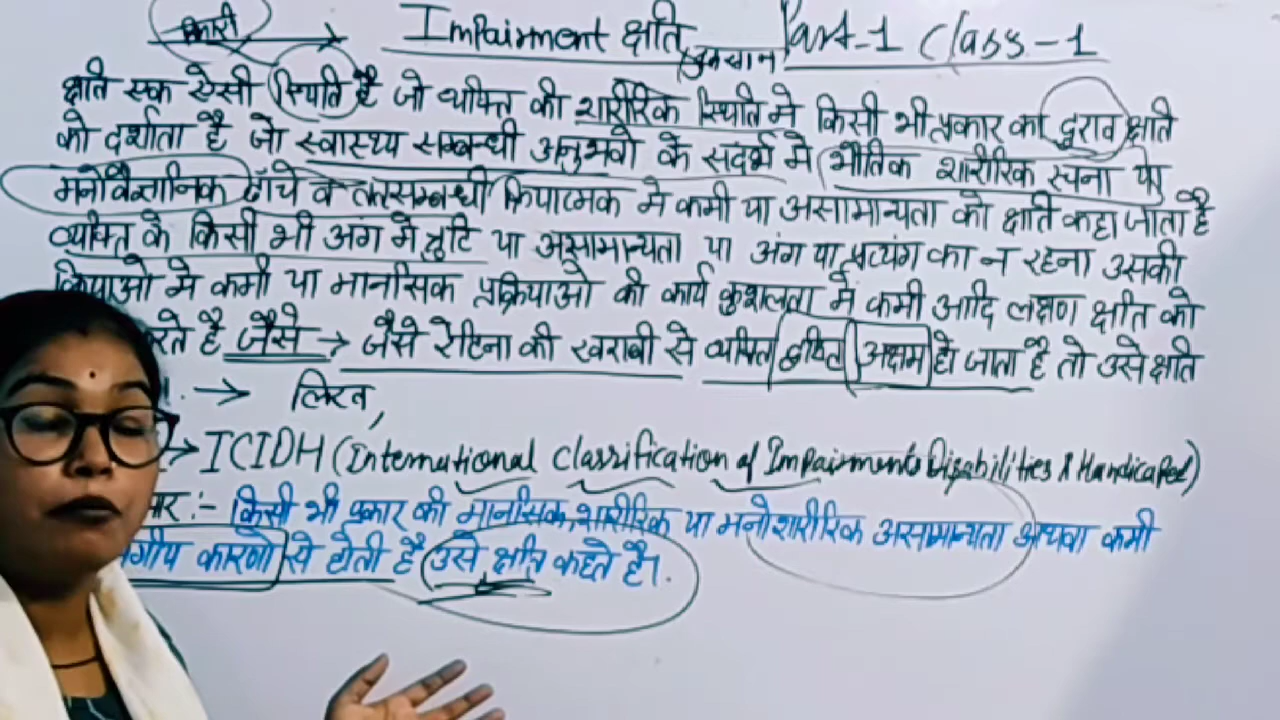 Impairment क्षति Part-1 Class-1
(नुकसान)
क्षति एक ऐसी स्थिति है जो व्यक्ति की शारीरिक स्थिति मे किसी भी प्रकार का ह्रराव क्षति
को दर्शाता है जो स्वास्थ्य सम्बन्धी अनुभवो के सदर्भ मे भौतिक शारीरिक रचना या
मनोवैज्ञानिक ढाँचे व तत्सम्बन्धी क्रियात्मक मे कमी या असामान्यता को क्षति कहा जाता है
व्यक्ति के किसी भी अंग मे त्रुटि या असामान्यता या अंग या प्रत्यंग का न रहना उसकी
क्रियाओ मे कमी या मानसिक प्रक्रियाओ की कार्य कुशलता मे कमी आदि लक्षण क्षति को
करते है जैसे → जैसे रेटिना की खराबी से व्यक्ति दृष्टि अक्षम हो जाता है तो उसे क्षति
→ लिखत,
→ ICIDH (International Classification of Impairments Disabilities & Handicaped)
:- किसी भी प्रकार की मानसिक, शारीरिक या मनोशारीरिक असामान्यता अथवा कमी
कारणो से होती है उसे क्षति कहते है।